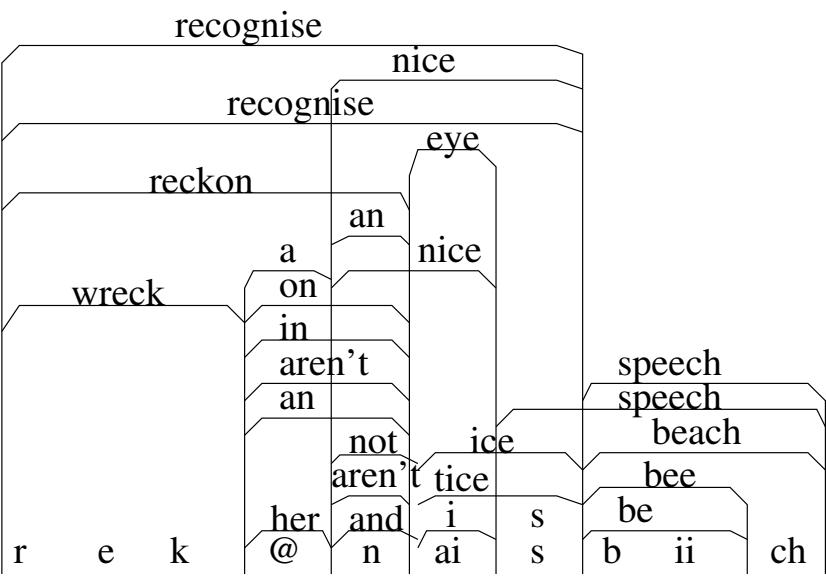 recognise
nice
recognise
eye
reckon
an
a nice
wreck on
in
aren't speech
an speech
not ice beach
aren't tice bee
her and i s be
r e k @ n ai s b ii ch